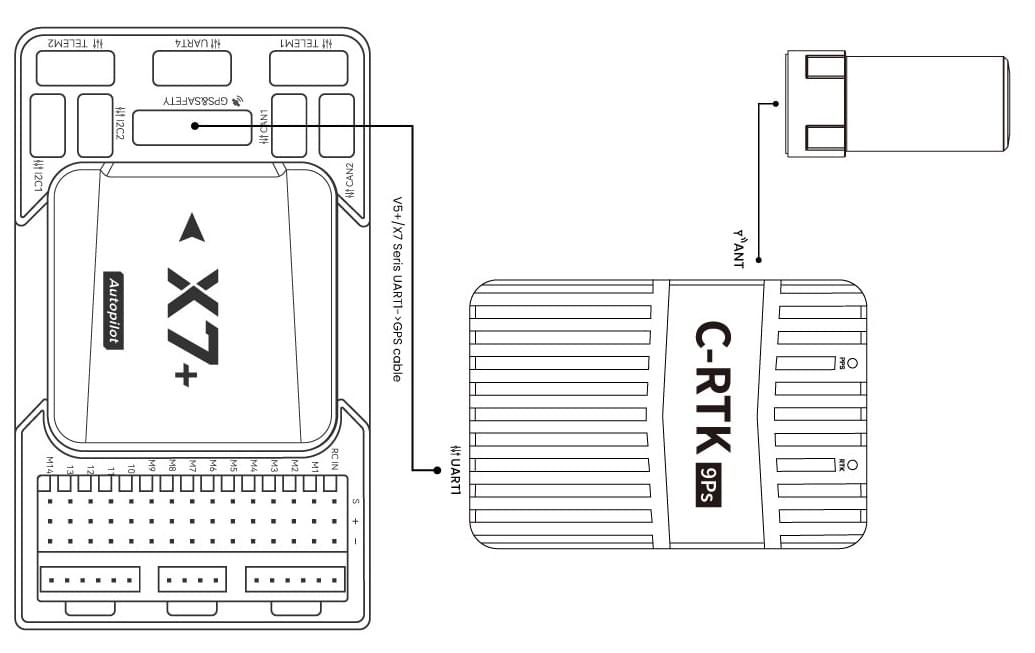 TELEM2
UART4
TELEM1
GPS&SAFETY
I2C2
CAN1
I2C1
CAN2
X7+
Autopilot
V5+/X7 Seris UART1->GPS cable
ANT
C-RTK
9Ps
PPS
RTK
UART1
M14
13
12
11
10
M9
M8
M7
M6
M5
M4
M3
M2
M1
RC IN
S
+
−